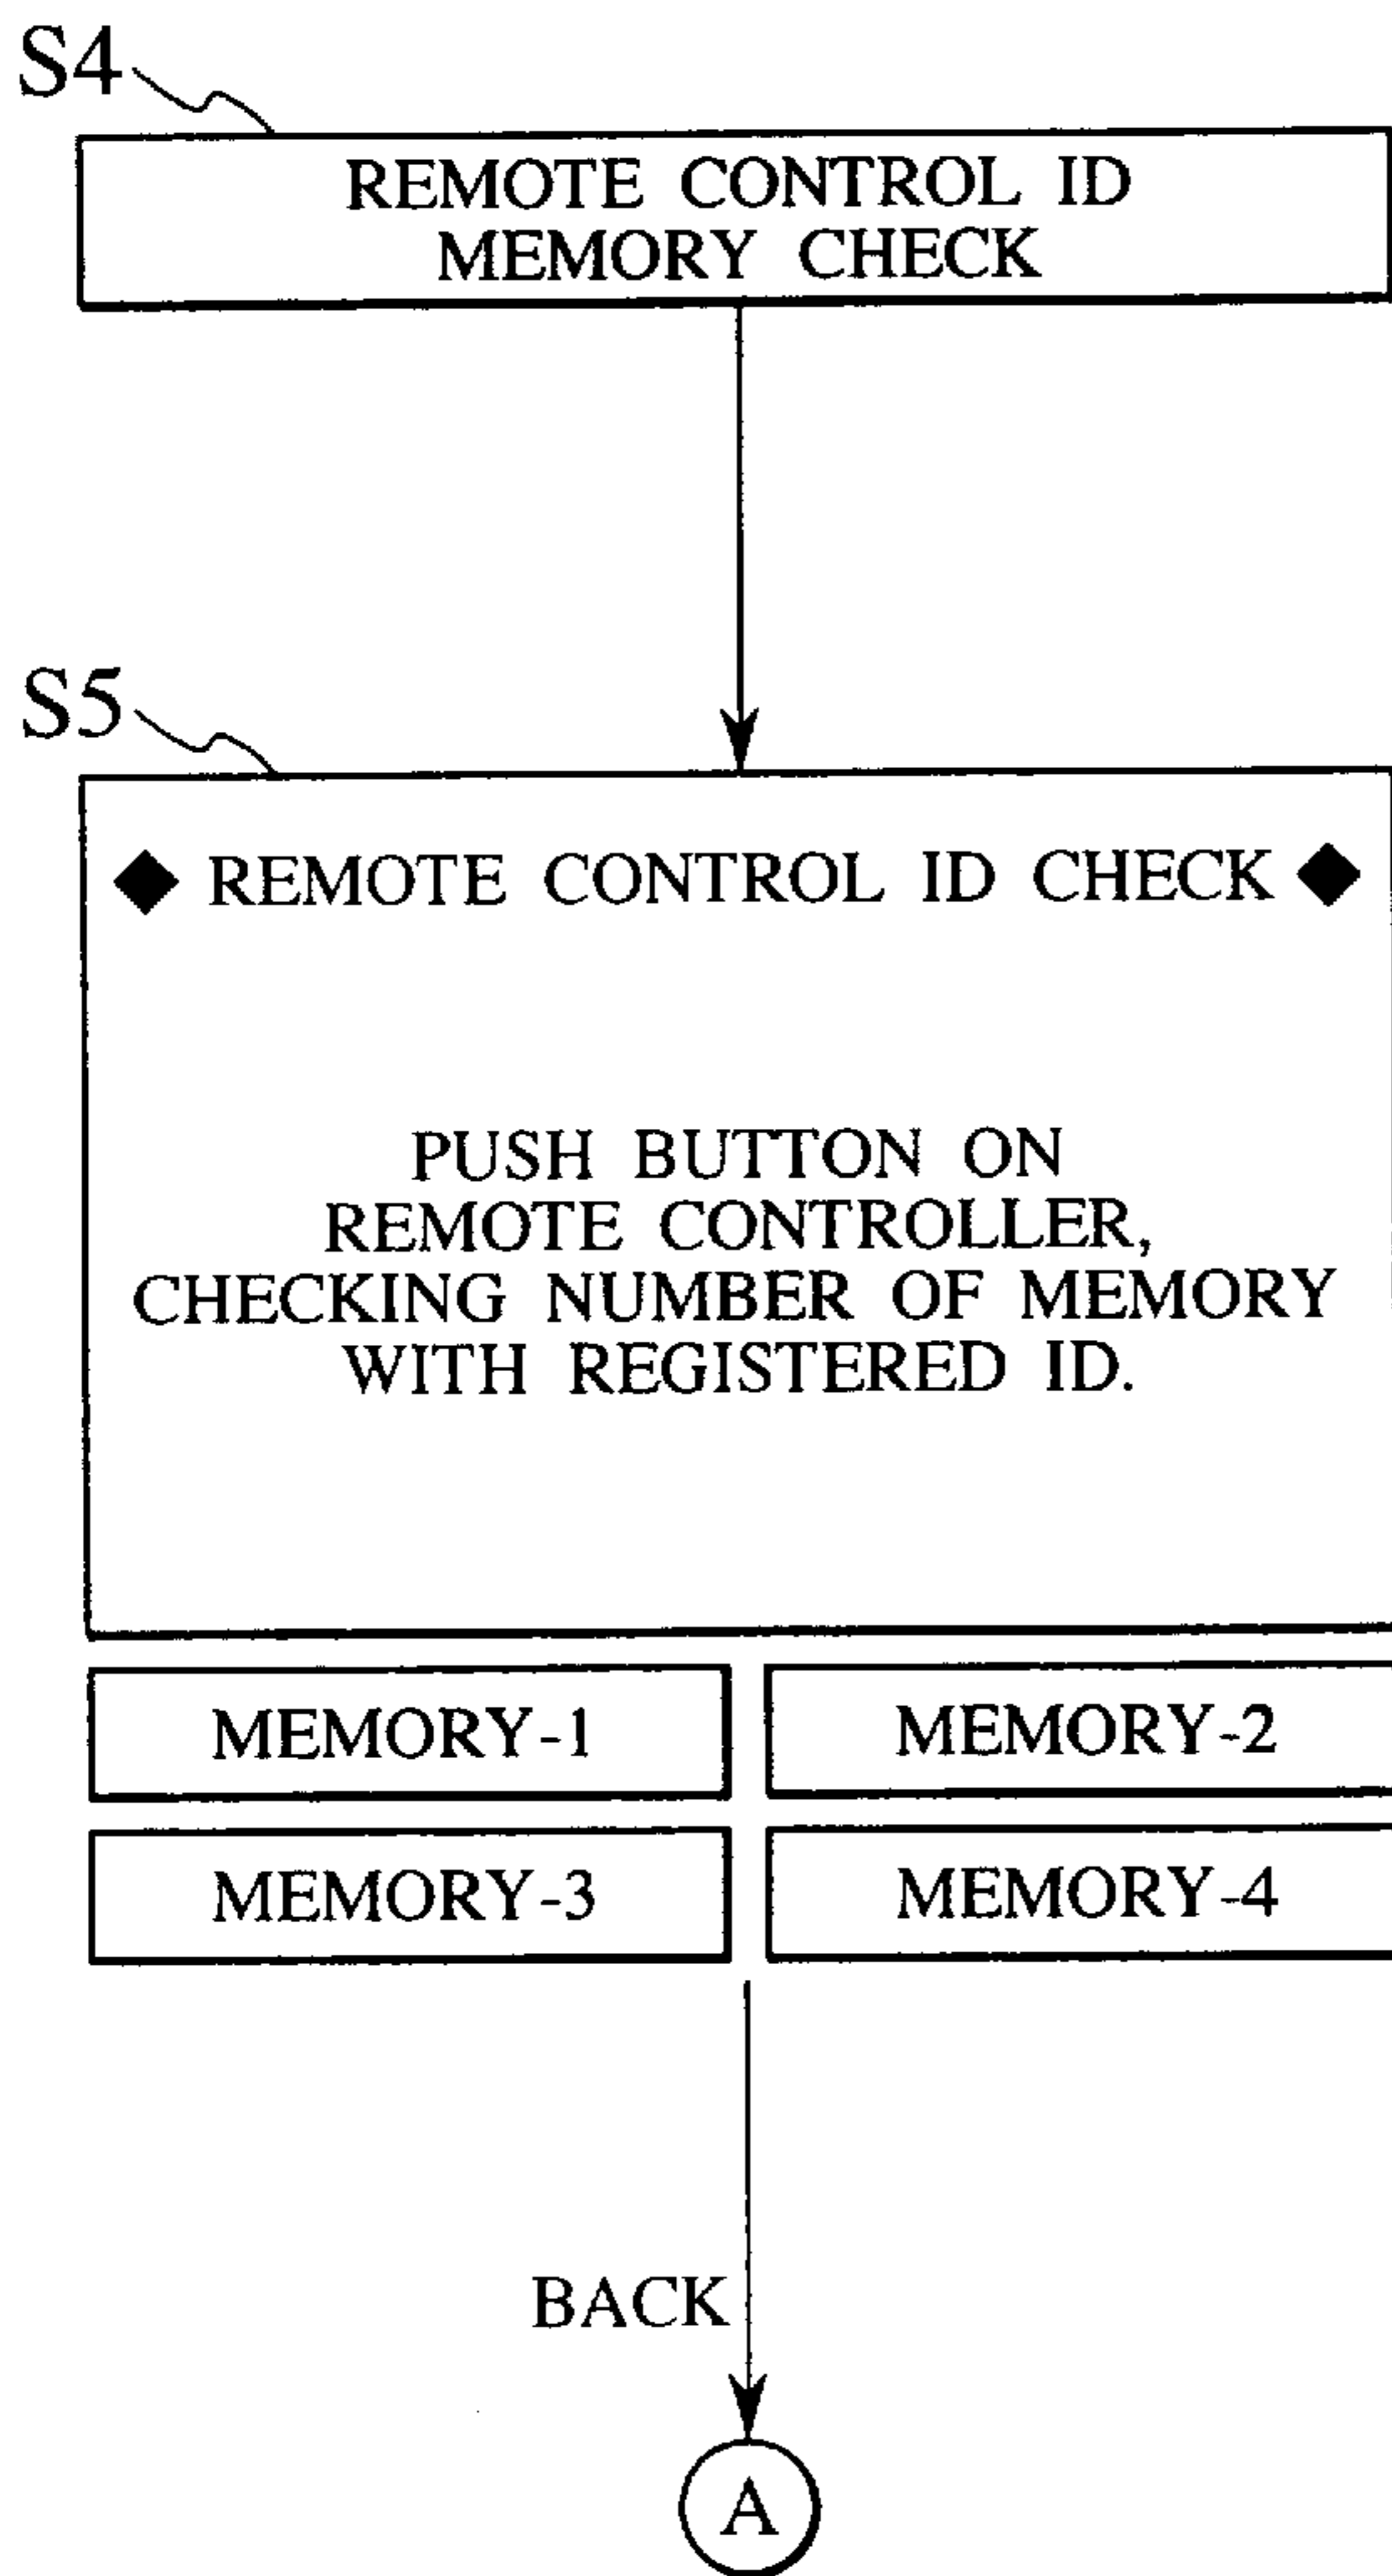 S4
REMOTE CONTROL ID
MEMORY CHECK
S5
◆ REMOTE CONTROL ID CHECK ◆
PUSH BUTTON ON
REMOTE CONTROLLER,
CHECKING NUMBER OF MEMORY
WITH REGISTERED ID.
MEMORY-1
MEMORY-2
MEMORY-3
MEMORY-4
BACK
A